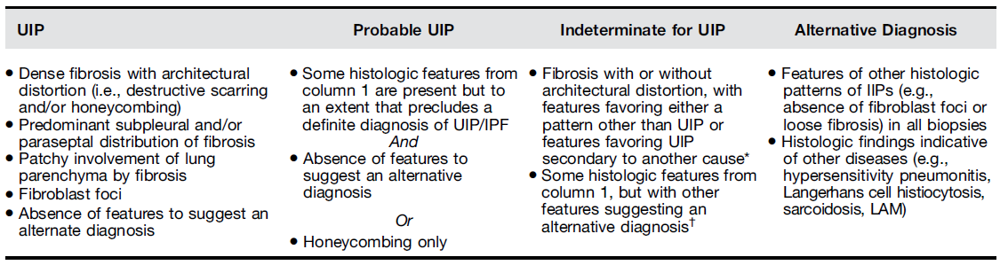 UIP
Probable UIP
Indeterminate for UIP
Alternative Diagnosis
• Dense fibrosis with architectural
distortion (i.e., destructive scarring
and/or honeycombing)
• Predominant subpleural and/or
paraseptal distribution of fibrosis
• Patchy involvement of lung
parenchyma by fibrosis
• Fibroblast foci
• Absence of features to suggest an
alternate diagnosis
• Some histologic features from
column 1 are present but to
an extent that precludes a
definite diagnosis of UIP/IPF
And
• Absence of features to
suggest an alternative
diagnosis
Or
• Honeycombing only
• Fibrosis with or without
architectural distortion, with
features favoring either a
pattern other than UIP or
features favoring UIP
secondary to another cause*
• Some histologic features from
column 1, but with other
features suggesting an
alternative diagnosis†
• Features of other histologic
patterns of IIPs (e.g.,
absence of fibroblast foci or
loose fibrosis) in all biopsies
• Histologic findings indicative
of other diseases (e.g.,
hypersensitivity pneumonitis,
Langerhans cell histiocytosis,
sarcoidosis, LAM)